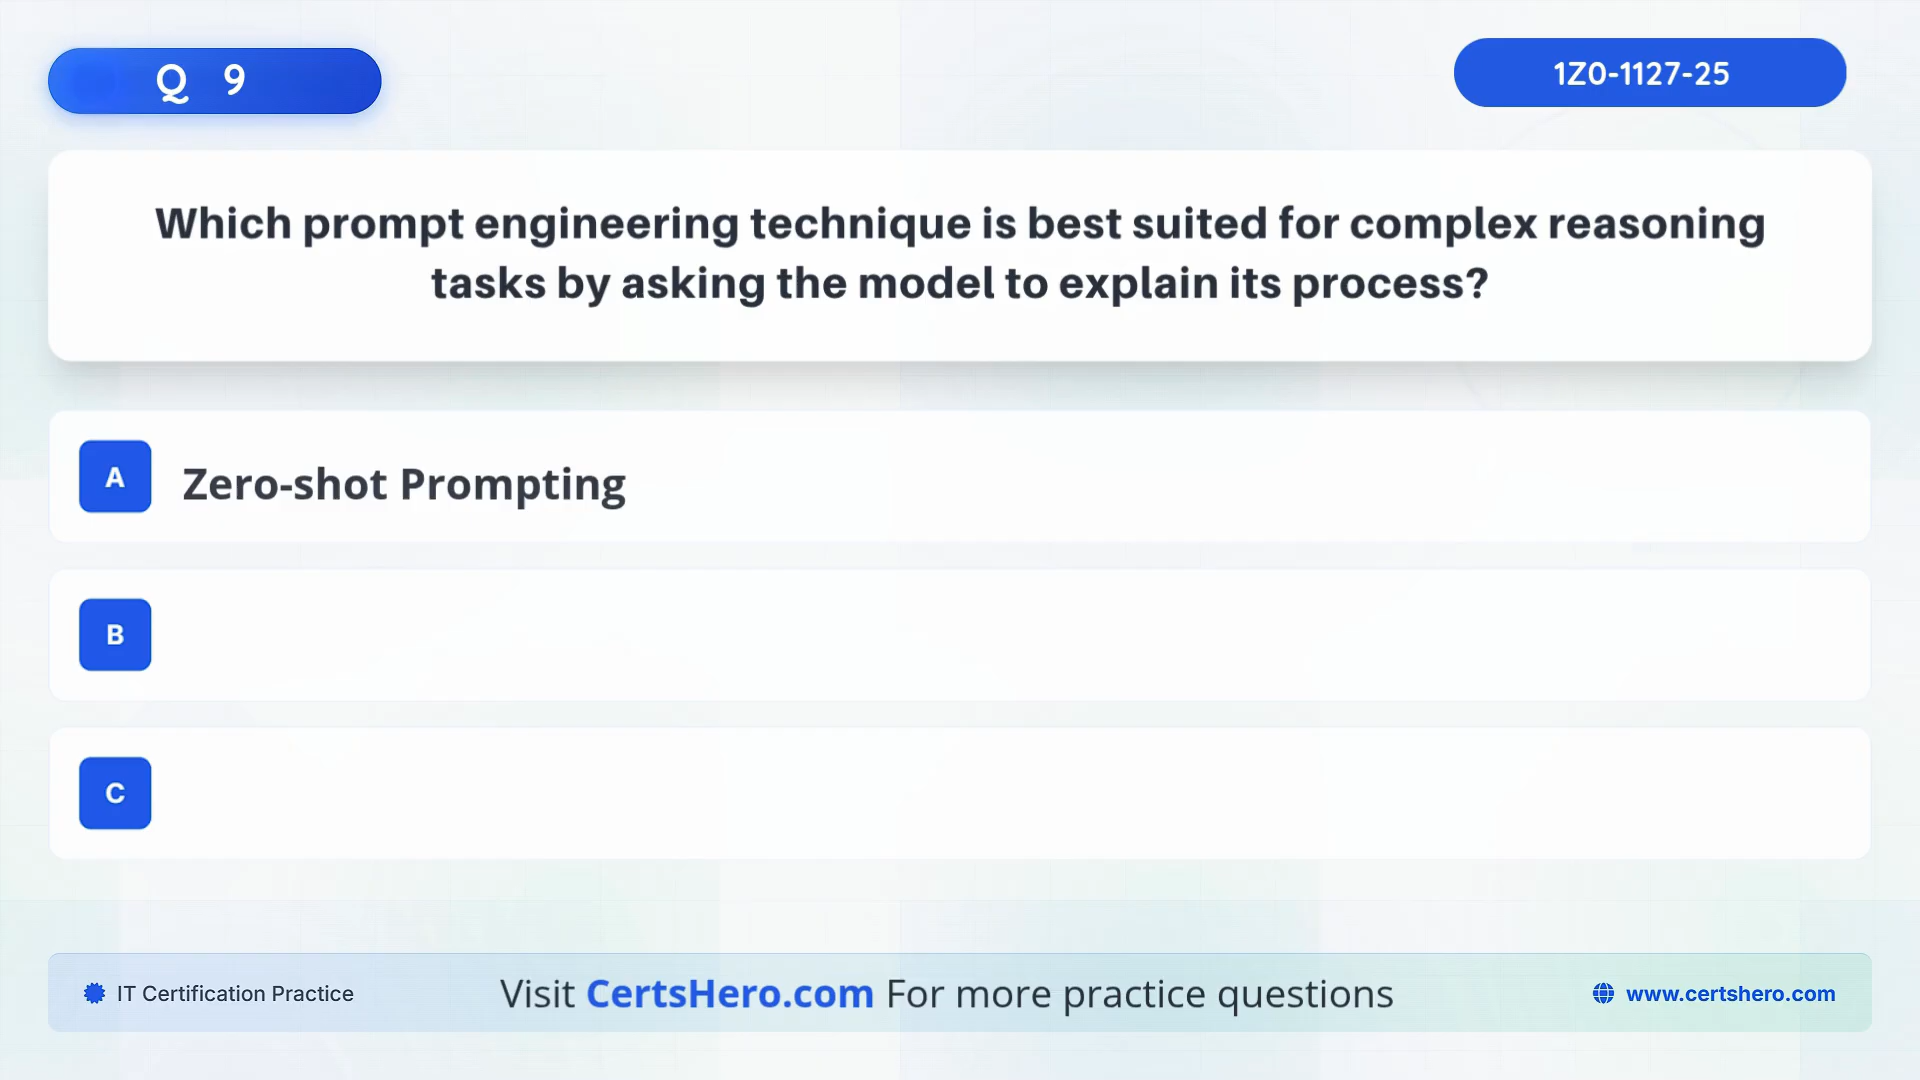 Q 9
1Z0-1127-25
Which prompt engineering technique is best suited for complex reasoning
tasks by asking the model to explain its process?
A
Zero-shot Prompting
B
C
IT Certification Practice
Visit CertsHero.com For more practice questions
www.certshero.com